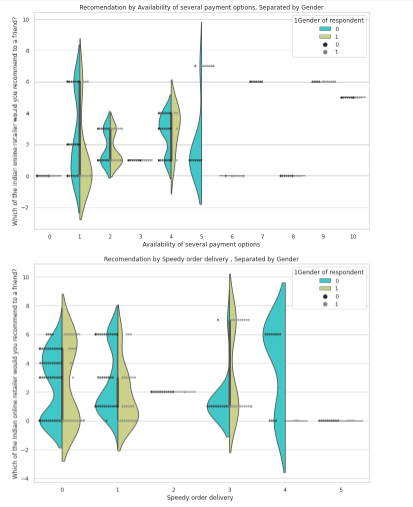 Recomendation by Availability of several payment options, Separated by Gender
Which of the Indian online retailer would you recommend to a friend?
10
8
6
4
2
0
−2
1Gender of respondent
0
1
0
1
0 1 2 3 4 5 6 7 8 9 10
Availability of several payment options
Recomendation by Speedy order delivery , Separated by Gender
Which of the Indian online retailer would you recommend to a friend?
10
8
6
4
2
0
−2
−4
1Gender of respondent
0
1
0
1
0 1 2 3 4 5
Speedy order delivery